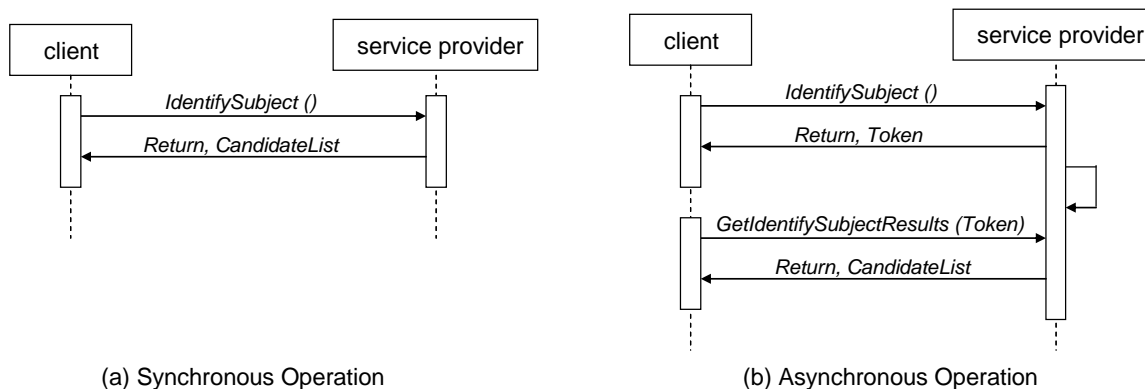 client
service provider
IdentifySubject ()
Return, CandidateList
(a) Synchronous Operation
client
service provider
IdentifySubject ()
Return, Token
GetIdentifySubjectResults (Token)
Return, CandidateList
(b) Asynchronous Operation